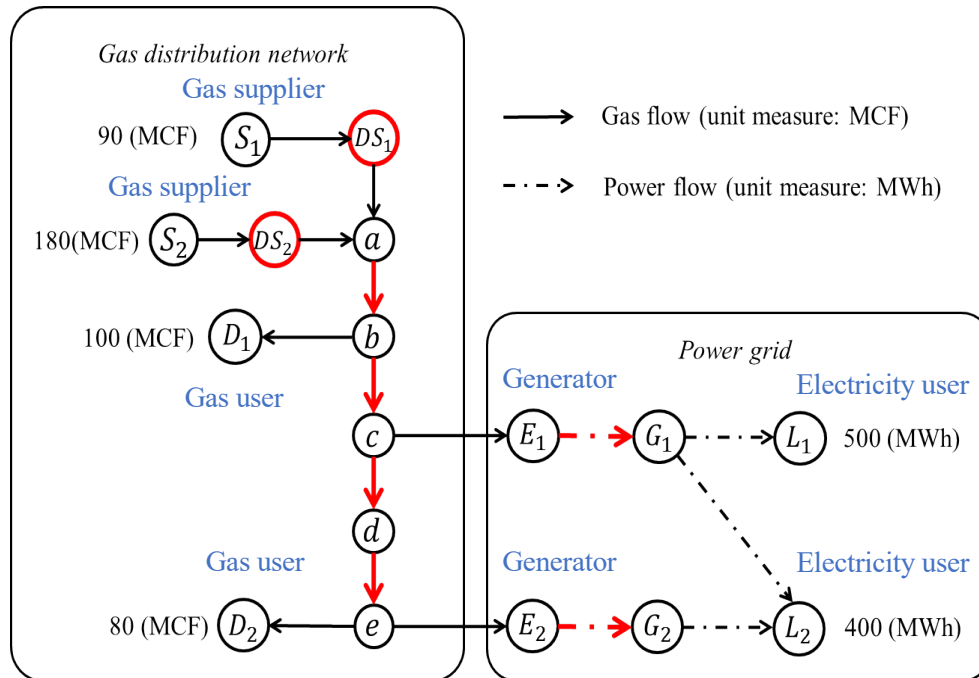 Gas distribution network
Gas supplier
90 (MCF)
S1
DS1
Gas flow (unit measure: MCF)
Gas supplier
Power flow (unit measure: MWh)
180(MCF)
S2
DS2
a
100 (MCF)
D1
b
Power grid
Gas user
Generator
Electricity user
c
E1
G1
L1
500 (MWh)
d
Gas user
Generator
Electricity user
80 (MCF)
D2
e
E2
G2
L2
400 (MWh)